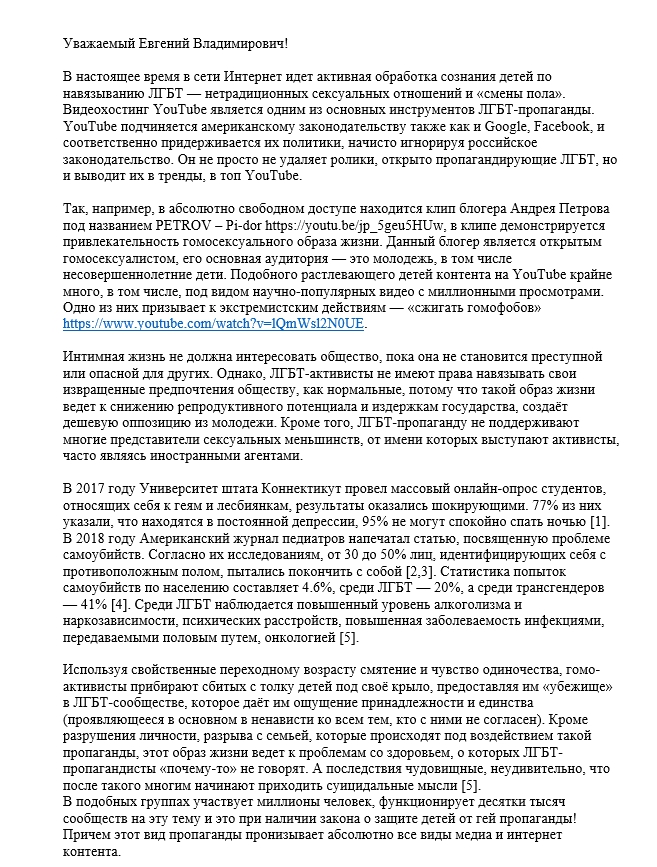 Уважаемый Евгений Владимирович!
В настоящее время в сети Интернет идет активная обработка сознания детей по
навязыванию ЛГБТ — нетрадиционных сексуальных отношений и «смены пола».
Видеохостинг YouTube является одним из основных инструментов ЛГБТ-пропаганды.
YouTube подчиняется американскому законодательству также как и Google, Facebook, и
соответственно придерживается их политики, начисто игнорируя российское
законодательство. Он не просто не удаляет ролики, открыто пропагандирующие ЛГБТ, но
и выводит их в тренды, в топ YouTube.
Так, например, в абсолютно свободном доступе находится клип блогера Андрея Петрова
под названием PETROV – Pi-dor https://youtu.be/jp_5geu5HUw, в клипе демонстрируется
привлекательность гомосексуального образа жизни. Данный блогер является открытым
гомосексуалистом, его основная аудитория — это молодежь, в том числе
несовершеннолетние дети. Подобного растлевающего детей контента на YouTube крайне
много, в том числе, под видом научно-популярных видео с миллионными просмотрами.
Одно из них призывает к экстремистским действиям — «сжигать гомофобов»
https://www.youtube.com/watch?v=lQmWsl2N0UE.
Интимная жизнь не должна интересовать общество, пока она не становится преступной
или опасной для других. Однако, ЛГБТ-активисты не имеют права навязывать свои
извращенные предпочтения обществу, как нормальные, потому что такой образ жизни
ведет к снижению репродуктивного потенциала и издержкам государства, создаёт
дешевую оппозицию из молодежи. Кроме того, ЛГБТ-пропаганду не поддерживают
многие представители сексуальных меньшинств, от имени которых выступают активисты,
часто являясь иностранными агентами.
В 2017 году Университет штата Коннектикут провел массовый онлайн-опрос студентов,
относящих себя к геям и лесбиянкам, результаты оказались шокирующими. 77% из них
указали, что находятся в постоянной депрессии, 95% не могут спокойно спать ночью [1].
В 2018 году Американский журнал педиатров напечатал статью, посвященную проблеме
самоубийств. Согласно их исследованиям, от 30 до 50% лиц, идентифицирующих себя с
противоположным полом, пытались покончить с собой [2,3]. Статистика попыток
самоубийств по населению составляет 4.6%, среди ЛГБТ — 20%, а среди трансгендеров
— 41% [4]. Среди ЛГБТ наблюдается повышенный уровень алкоголизма и
наркозависимости, психических расстройств, повышенная заболеваемость инфекциями,
передаваемыми половым путем, онкологией [5].
Используя свойственные переходному возрасту смятение и чувство одиночества, гомо-
активисты прибирают сбитых с толку детей под своё крыло, предоставляя им «убежище»
в ЛГБТ-сообществе, которое даёт им ощущение принадлежности и единства
(проявляющееся в основном в ненависти ко всем тем, кто с ними не согласен). Кроме
разрушения личности, разрыва с семьей, которые происходят под воздействием такой
пропаганды, этот образ жизни ведет к проблемам со здоровьем, о которых ЛГБТ-
пропагандисты «почему-то» не говорят. А последствия чудовищные, неудивительно, что
после такого многим начинают приходить суицидальные мысли [5].
В подобных группах участвует миллионы человек, функционирует десятки тысяч
сообществ на эту тему и это при наличии закона о защите детей от гей пропаганды!
Причем этот вид пропаганды пронизывает абсолютно все виды медиа и интернет
контента.